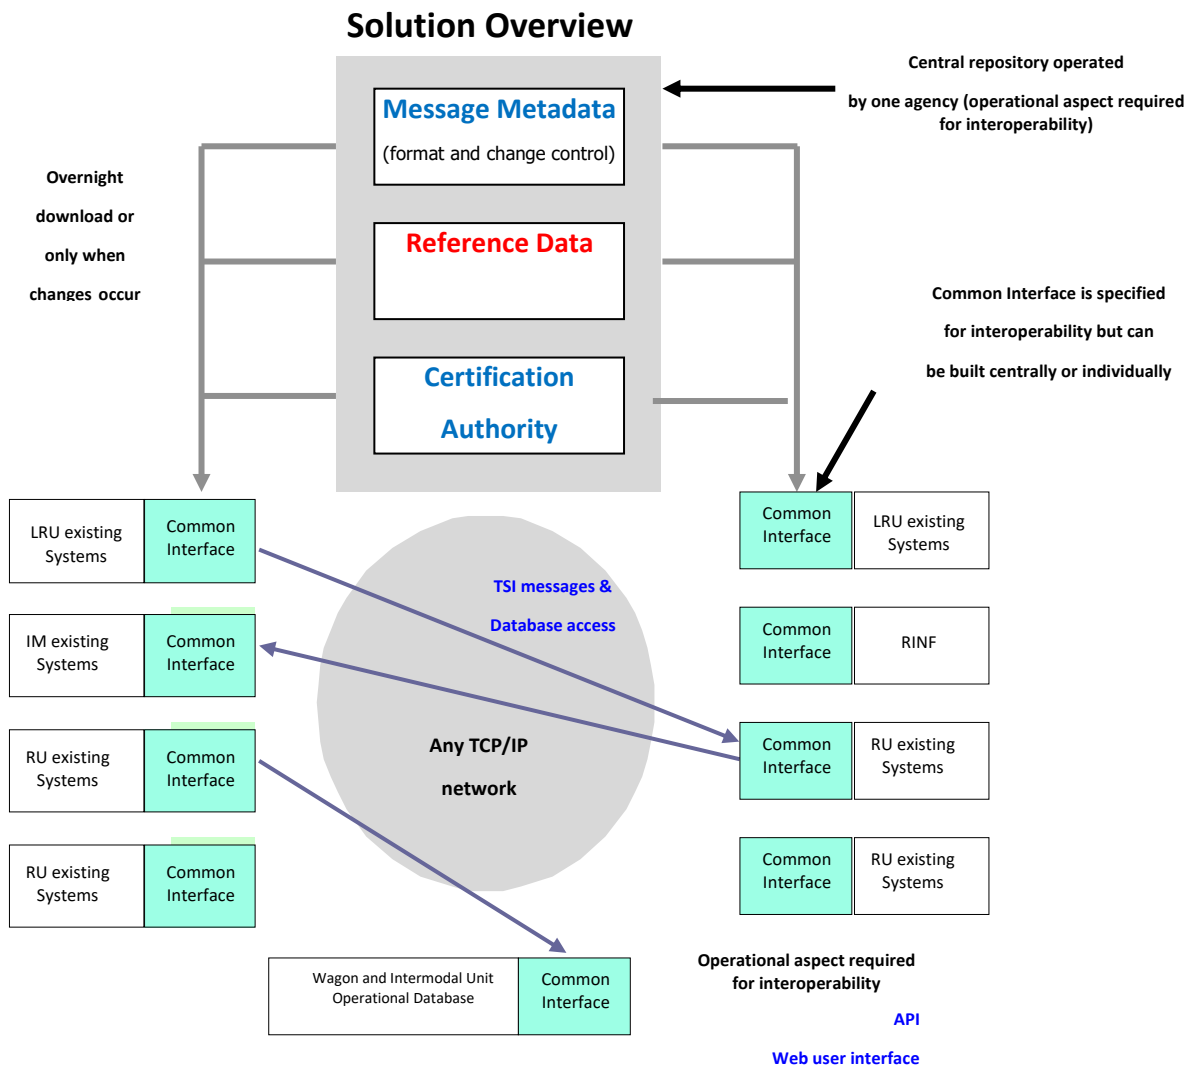 Solution Overview
Central repository operated
by one agency (operational aspect required
for interoperability)
Message Metadata
(format and change control)
Overnight
download or
only when
changes occur
Reference Data
Common Interface is specified
for interoperability but can
be built centrally or individually
Certification
Authority
LRU existing
Systems
Common
Interface
Common
Interface
LRU existing
Systems
TSI messages &
Database access
IM existing
Systems
Common
Interface
Common
Interface
RINF
Any TCP/IP
network
RU existing
Systems
Common
Interface
Common
Interface
RU existing
Systems
RU existing
Systems
Common
Interface
Common
Interface
RU existing
Systems
Wagon and Intermodal Unit
Operational Database
Common
Interface
Operational aspect required
for interoperability
API
Web user interface